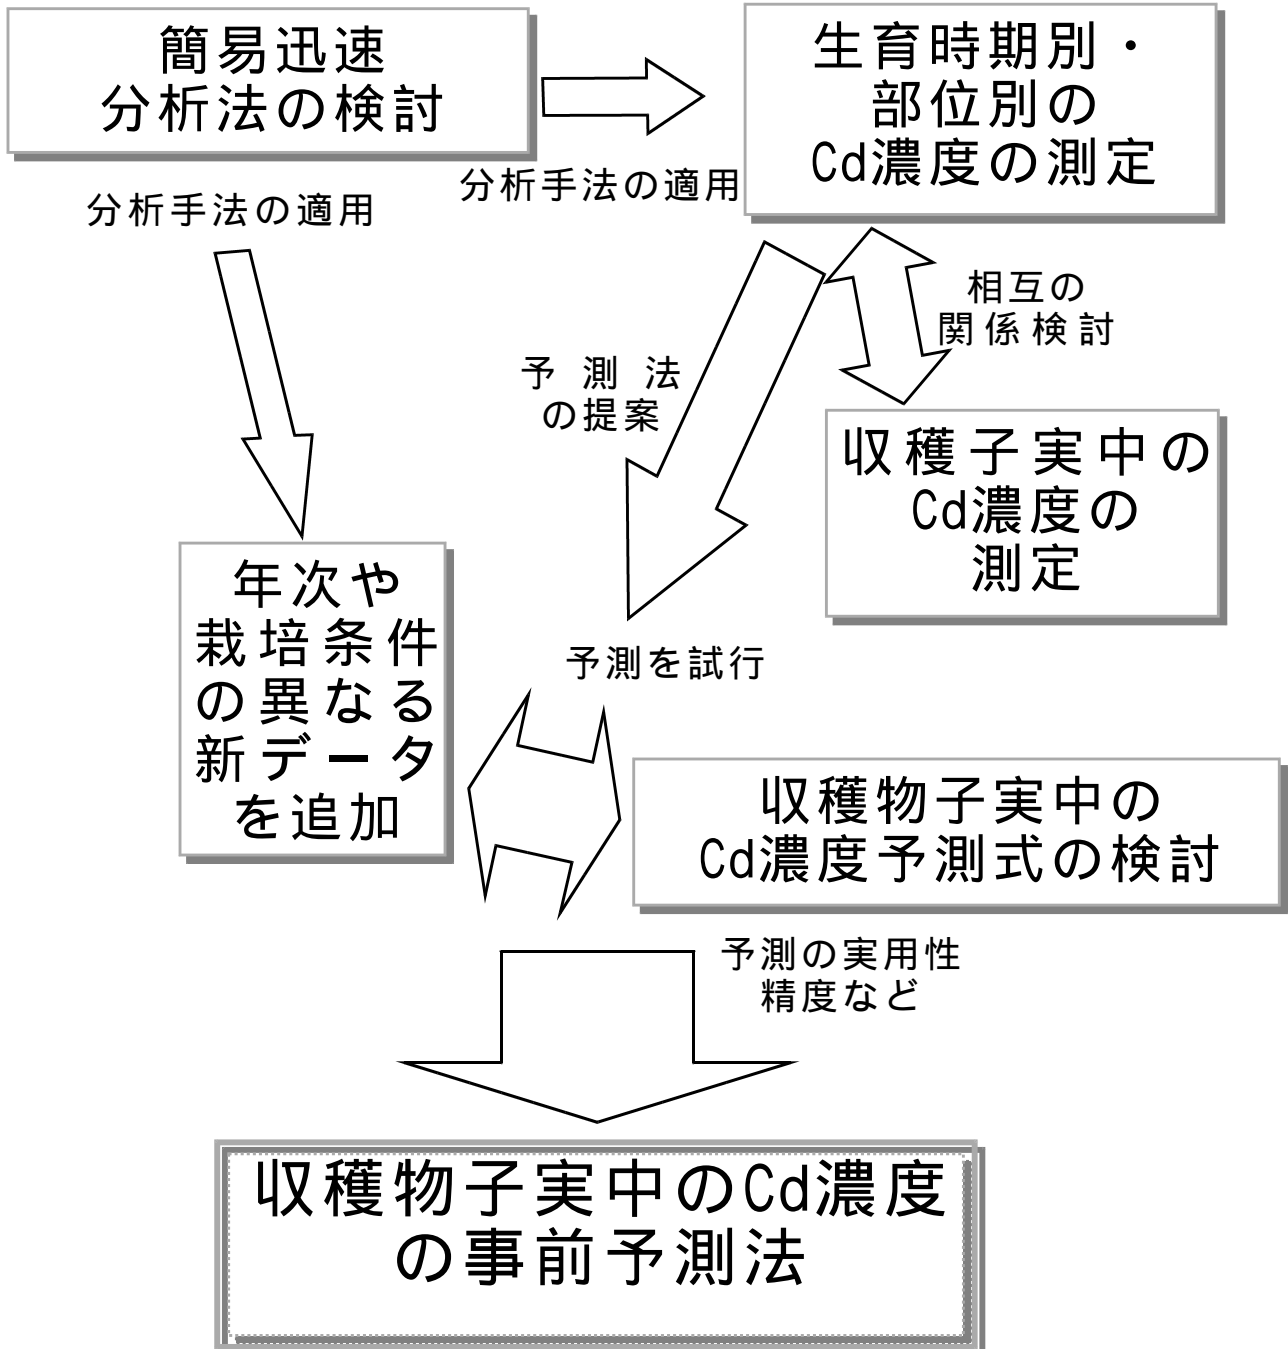 簡易迅速
分析法の検討
生育時期別・
部位別の
Cd濃度の測定
分析手法の適用
分析手法の適用
相互の
関係検討
予測法
の提案
収穫子実中の
Cd濃度の
測定
年次や
栽培条件
の異なる
新データ
を追加
予測を試行
収穫物子実中の
Cd濃度予測式の検討
予測の実用性
精度など
収穫物子実中のCd濃度
の事前予測法